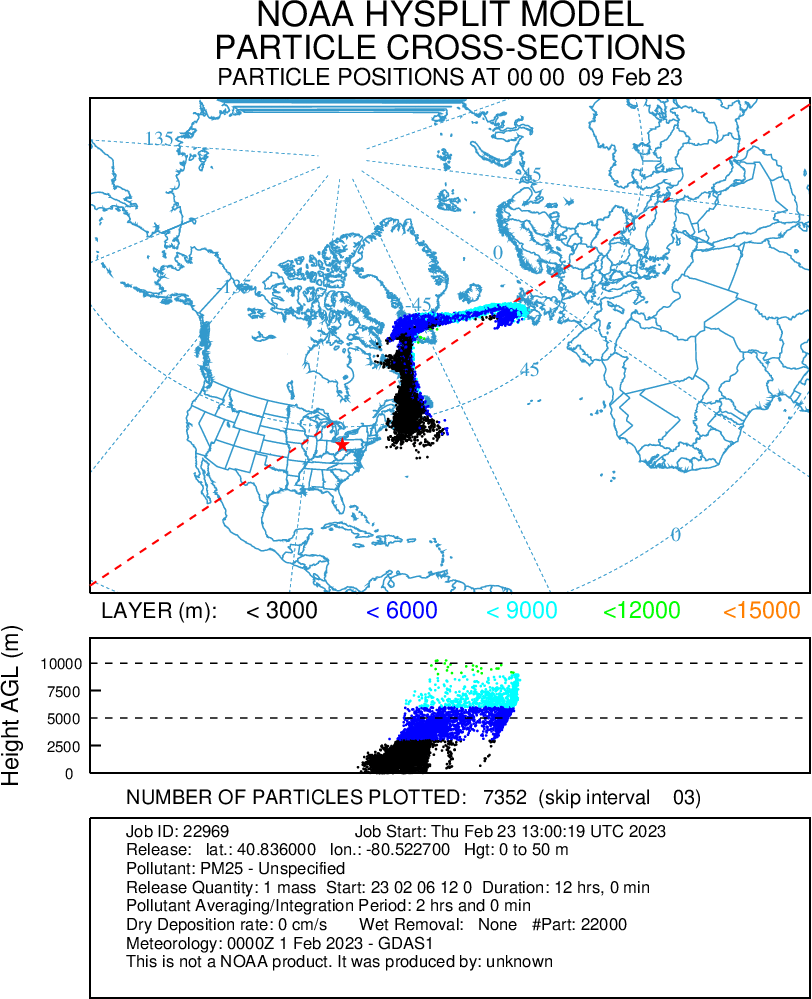 NOAA HYSPLIT MODEL
PARTICLE CROSS-SECTIONS
PARTICLE POSITIONS AT 00 00  09 Feb 23
135
45
0
-45
45
0
LAYER (m): < 3000 < 6000 < 9000 <12000 <15000
Height AGL (m)
10000
7500
5000
2500
0
NUMBER OF PARTICLES PLOTTED: 7352 (skip interval 03)
Job ID: 22969 Job Start: Thu Feb 23 13:00:19 UTC 2023
Release: lat.: 40.836000 lon.: -80.522700 Hgt: 0 to 50 m
Pollutant: PM25 - Unspecified
Release Quantity: 1 mass Start: 23 02 06 12 0 Duration: 12 hrs, 0 min
Pollutant Averaging/Integration Period: 2 hrs and 0 min
Dry Deposition rate: 0 cm/s Wet Removal: None #Part: 22000
Meteorology: 0000Z 1 Feb 2023 - GDAS1
This is not a NOAA product. It was produced by: unknown